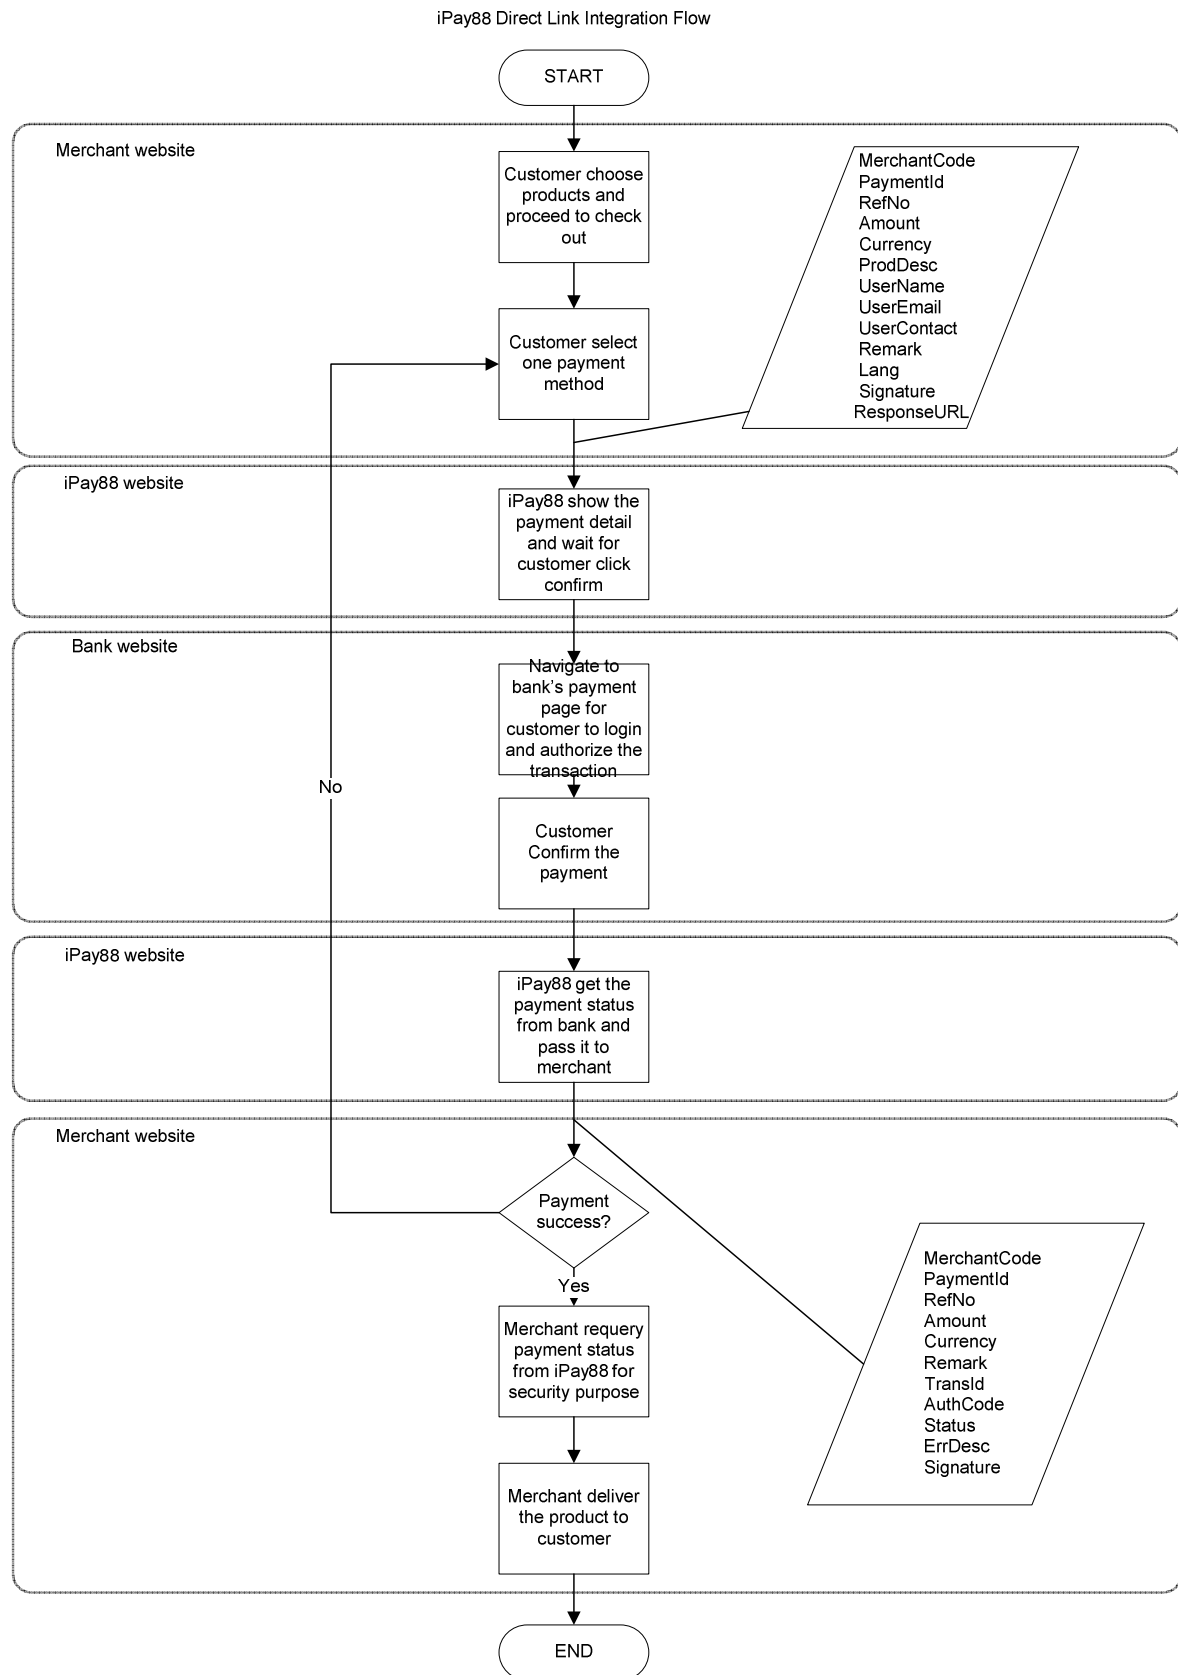 iPay88 Direct Link Integration Flow
START
Merchant website
Customer choose
products and
proceed to check
out
MerchantCode
PaymentId
RefNo
Amount
Currency
ProdDesc
UserName
UserEmail
UserContact
Remark
Lang
Signature
ResponseURL
Customer select
one payment
method
iPay88 website
iPay88 show the
payment detail
and wait for
customer click
confirm
Bank website
Navigate to
bank's payment
page for
customer to login
and authorize the
transaction
No
Customer
Confirm the
payment
iPay88 website
iPay88 get the
payment status
from bank and
pass it to
merchant
Merchant website
Payment
success?
Yes
Merchant requery
payment status
from iPay88 for
security purpose
MerchantCode
PaymentId
RefNo
Amount
Currency
Remark
TransId
AuthCode
Status
ErrDesc
Signature
Merchant deliver
the product to
customer
END